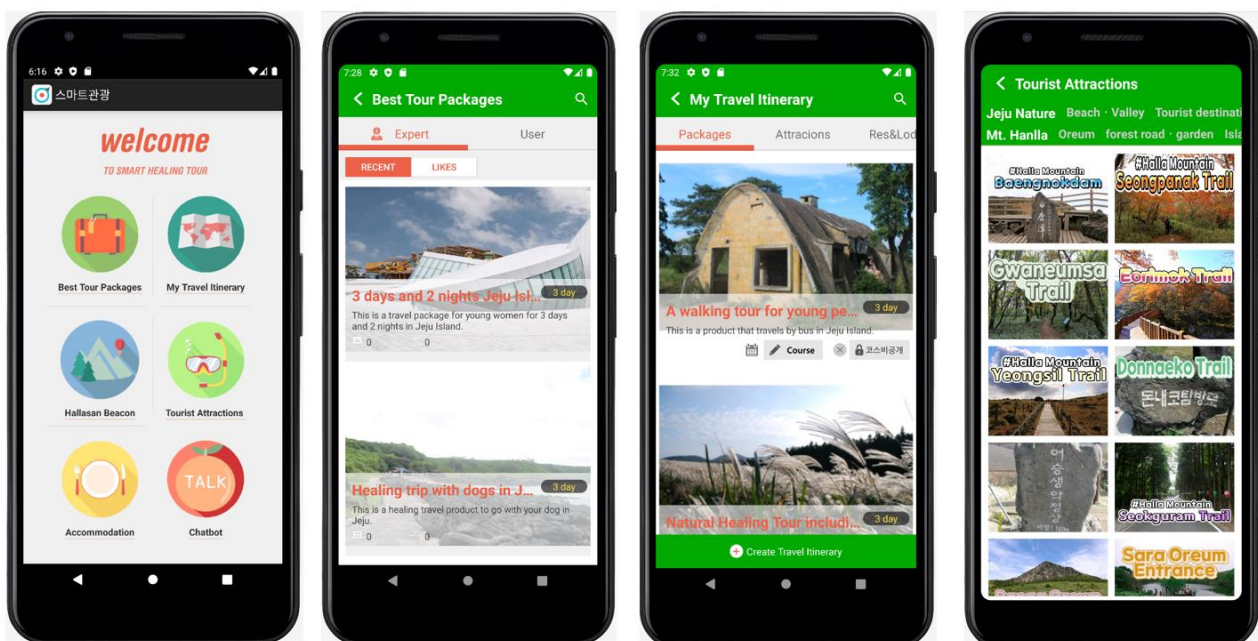 6:16
스마트관광
welcome
TO SMART HEALING TOUR
Best Tour Packages
My Travel Itinerary
Hallasan Beacon
Tourist Attractions
TALK
Accommodation
Chatbot
7:28
Best Tour Packages
Expert
User
RECENT
LIKES
3 days and 2 nights Jeju Isl...
3 day
This is a travel package for young women for 3 days
and 2 nights in Jeju Island.
0
0
Healing trip with dogs in J...
3 day
This is a healing travel product to go with your dog in
Jeju.
0
0
7:32
My Travel Itinerary
Packages
Attracions
Res&Lod
A walking tour for young pe...
3 day
This is a product that travels by bus in Jeju Island.
Course
코스비공개
Natural Healing Tour includi...
3 day
Create Travel Itinerary
Tourist Attractions
Jeju Nature Beach · Valley Tourist destinati
Mt. Hanlla Oreum forest road · garden Isla
#Halla Mountain
Baengnokdam
#Halla Mountain
Seongpanak Trail
Gwaneumsa
Trail
Eorimok Trail
#Halla Mountain
Yeongsil Trail
Donnaeko Trail
돈내코탐방로
어승생악정상
#Halla Mountain
Seokguram Trail
Sara Oreum
Entrance